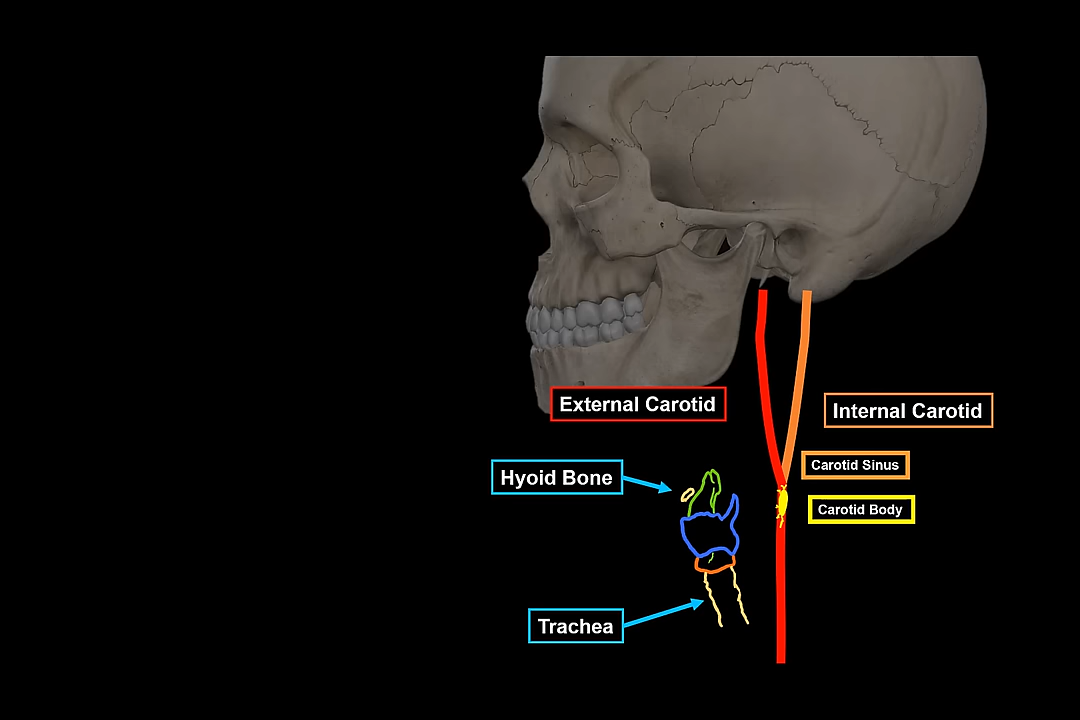 External Carotid
Internal Carotid
Carotid Sinus
Hyoid Bone
Carotid Body
Trachea